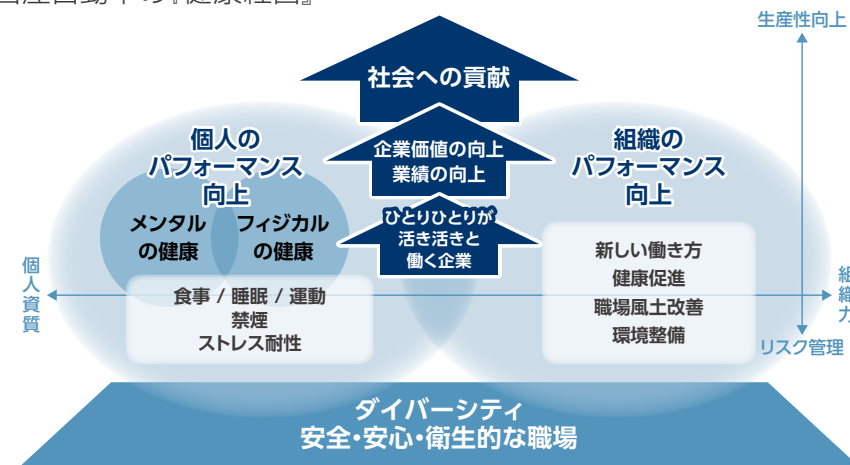 生産性向上
社会への貢献
個人の
パフォーマンス
向上
企業価値の向上
業績の向上
組織の
パフォーマンス
向上
メンタル
の健康
フィジカル
の健康
ひとりひとりが
活き活きと
働く企業
新しい働き方
健康促進
職場風土改善
環境整備
個人資質
食事 / 睡眠 / 運動
禁煙
ストレス耐性
リスク管理
ダイバーシティ
安全・安心・衛生的な職場